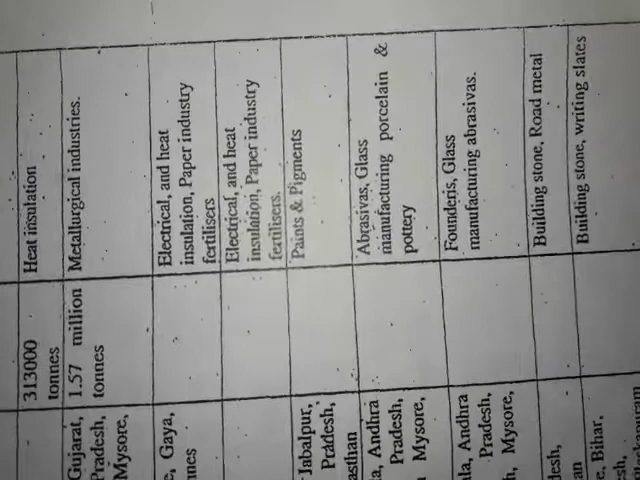 313000
tonnes
Heat insulation
Gujarat,
Pradesh,
Mysore,
1.57 million
tonnes
Metallurgical industries.
Gaya,
Electrical, and heat
insulation, Paper industry
fertilisers
Electrical, and heat
insulation, Paper industry
fertilisers.
Jabalpur,
Pradesh,
Paints & Pigments
Andhra
Pradesh,
Mysore,
Abrasivas, Glass
manufacturing porcelain &
pottery
Andhra
Pradesh,
Mysore,
Founderis, Glass
manufacturing abrasivas.
Building stone, Road metal
Bihar,
Building stone, writing slates